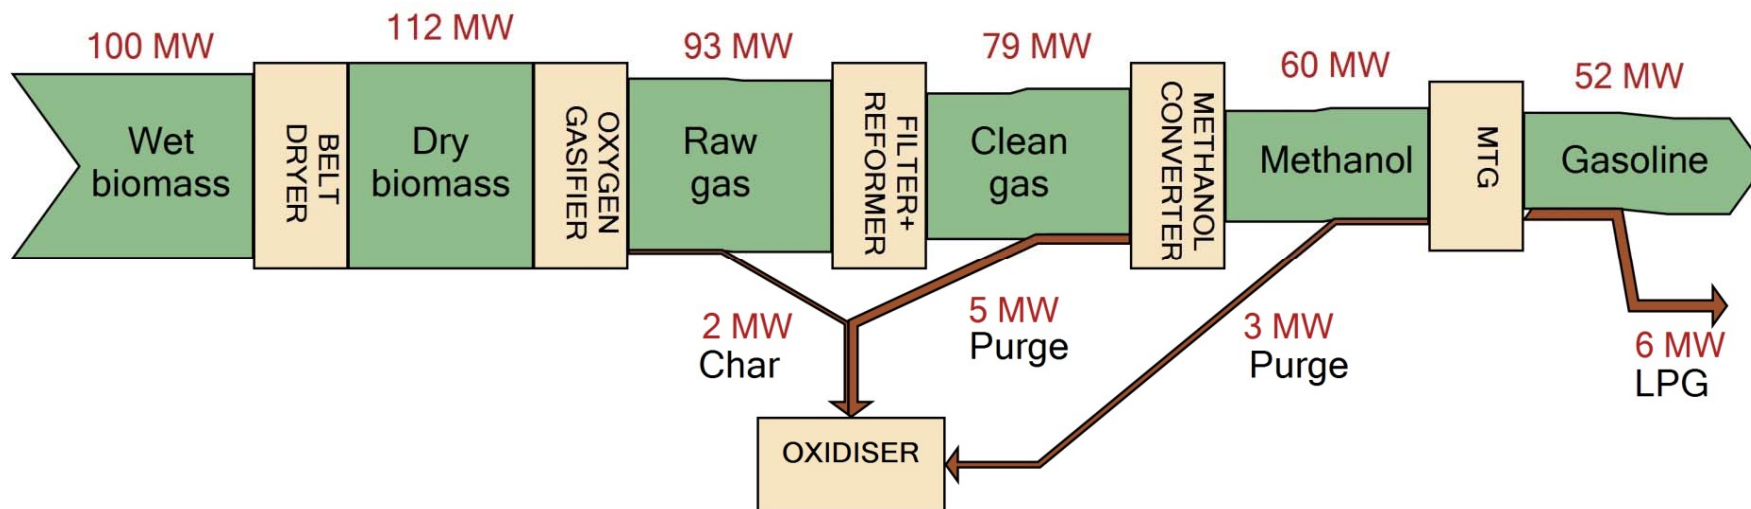 100 MW
112 MW
93 MW
79 MW
60 MW
52 MW
Wet
biomass
BELT
DRYER
Dry
biomass
OXYGEN
GASIFIER
Raw
gas
FILTER+
REFORMER
Clean
gas
METHANOL
CONVERTER
Methanol
MTG
Gasoline
2 MW
Char
5 MW
Purge
3 MW
Purge
6 MW
LPG
OXIDISER